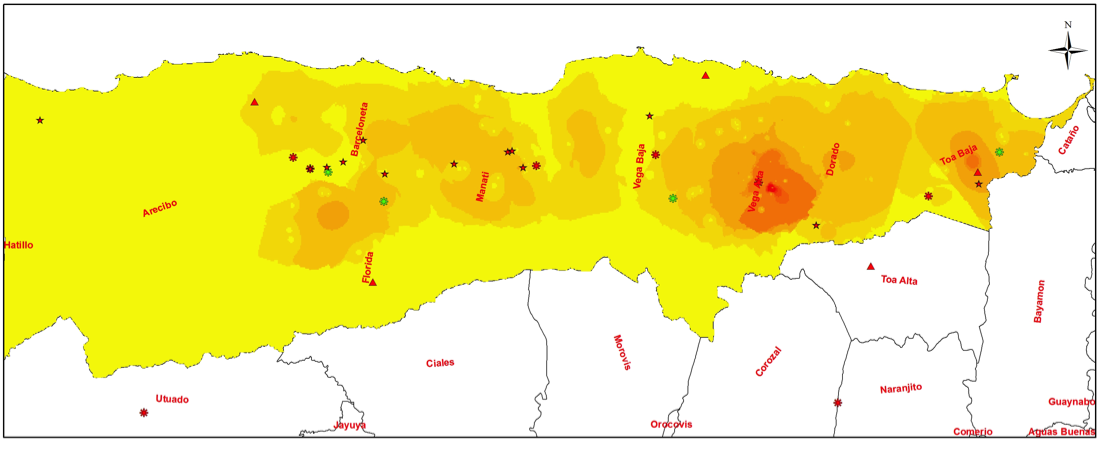 N
Barceloneta
Cataño
Vega Baja
Dorado
Toa Baja
Manatí
Vega Alta
Arecibo
Hatillo
Florida
Toa Alta
Bayamon
Morovis
Ciales
Corozal
Naranjito
Utuado
Guaynabo
Jayuya
Orocovis
Comerio
Aguas Buenas